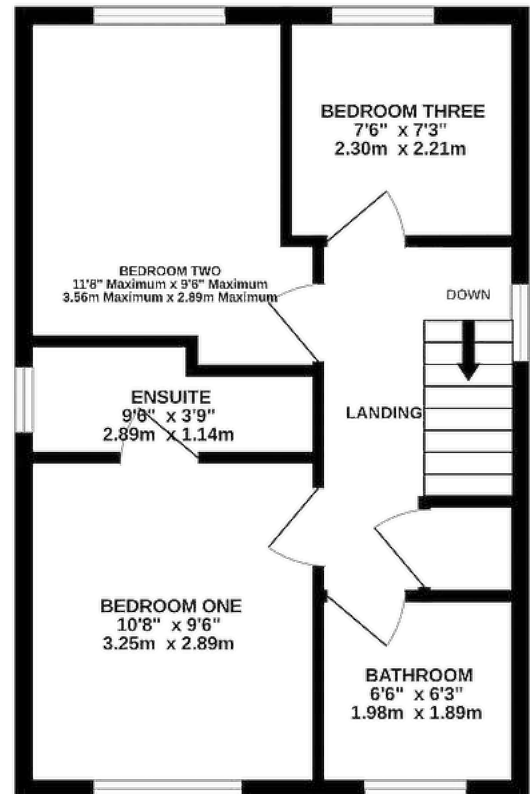 BEDROOM THREE
7'6" x 7'3"
2.30m x 2.21m
BEDROOM TWO
11'8" Maximum x 9'6" Maximum
3.56m Maximum x 2.89m Maximum
DOWN
ENSUITE
9'6" x 3'9"
2.89m x 1.14m
LANDING
BEDROOM ONE
10'8" x 9'6"
3.25m x 2.89m
BATHROOM
6'6" x 6'3"
1.98m x 1.89m